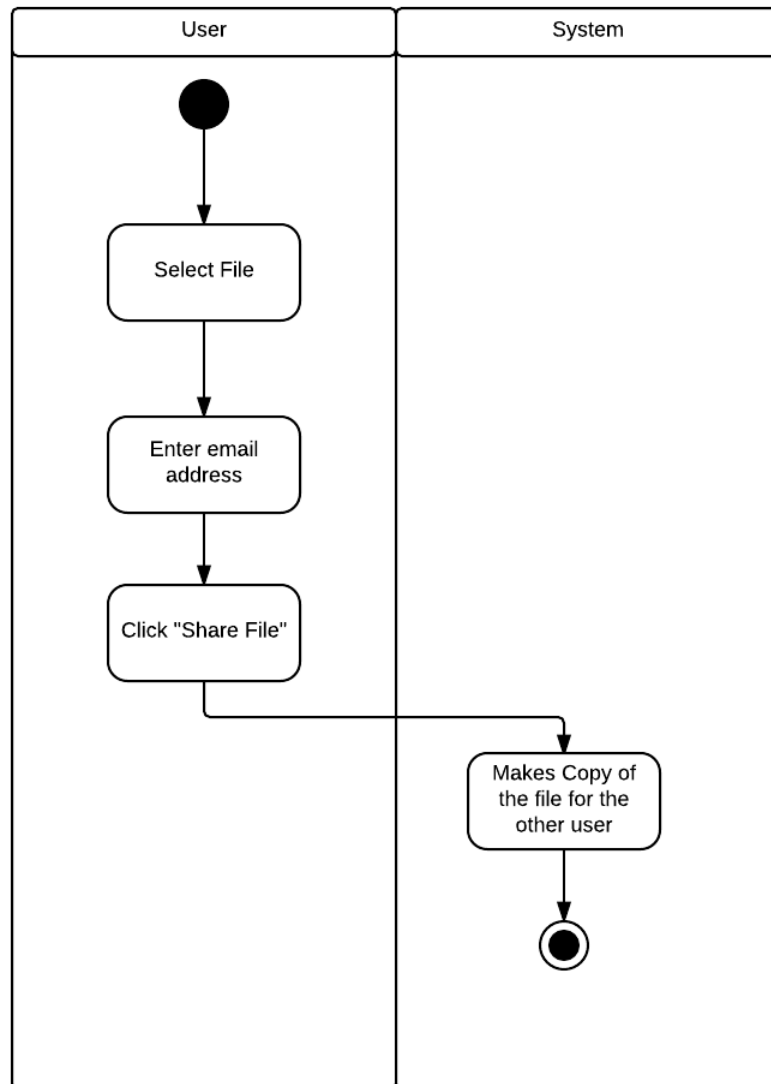 User
System
Select File
Enter email
address
Click "Share File"
Makes Copy of
the file for the
other user